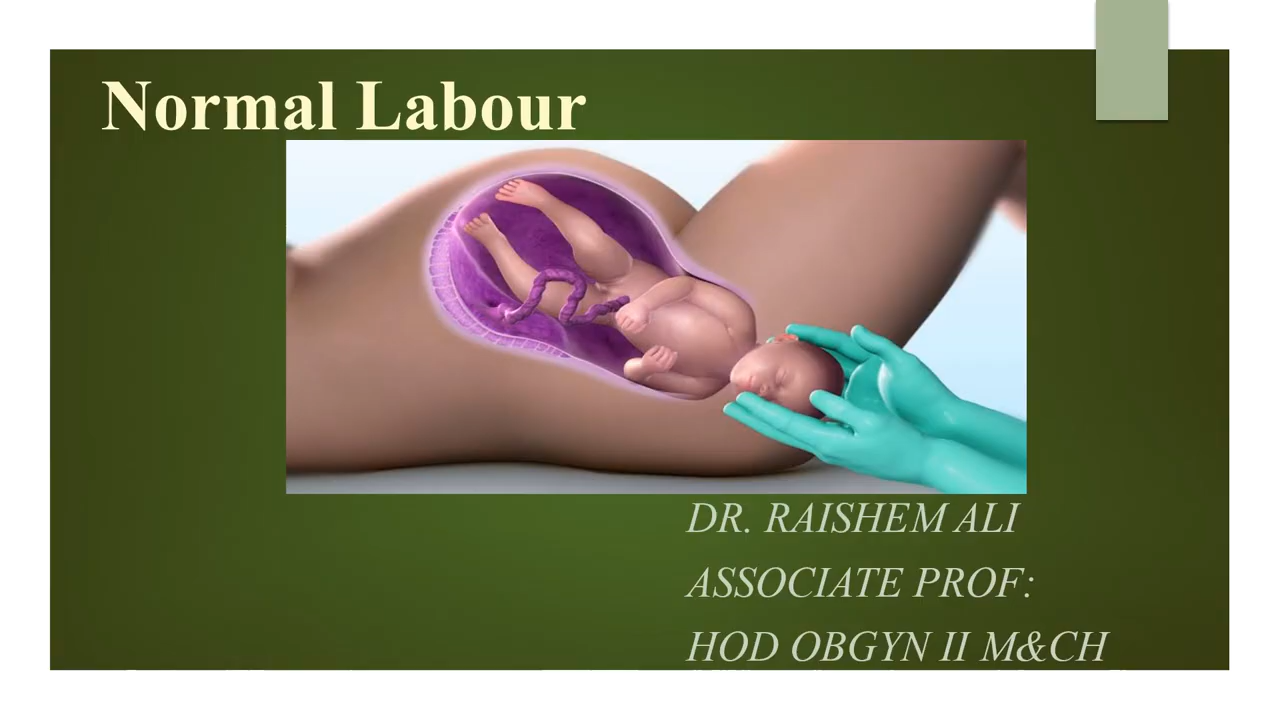 Normal Labour
DR. RAISHEM ALI
ASSOCIATE PROF:
HOD OBGYN II M&CH